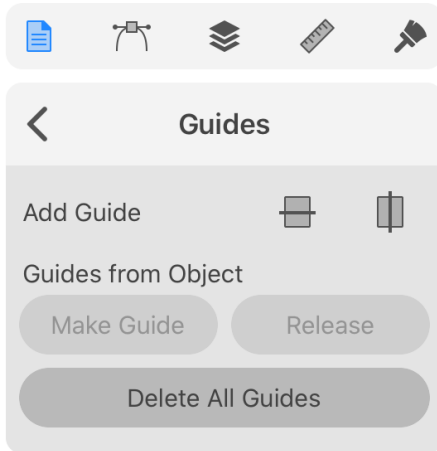 Guides
Add Guide
Guides from Object
Make Guide Release
Delete All Guides